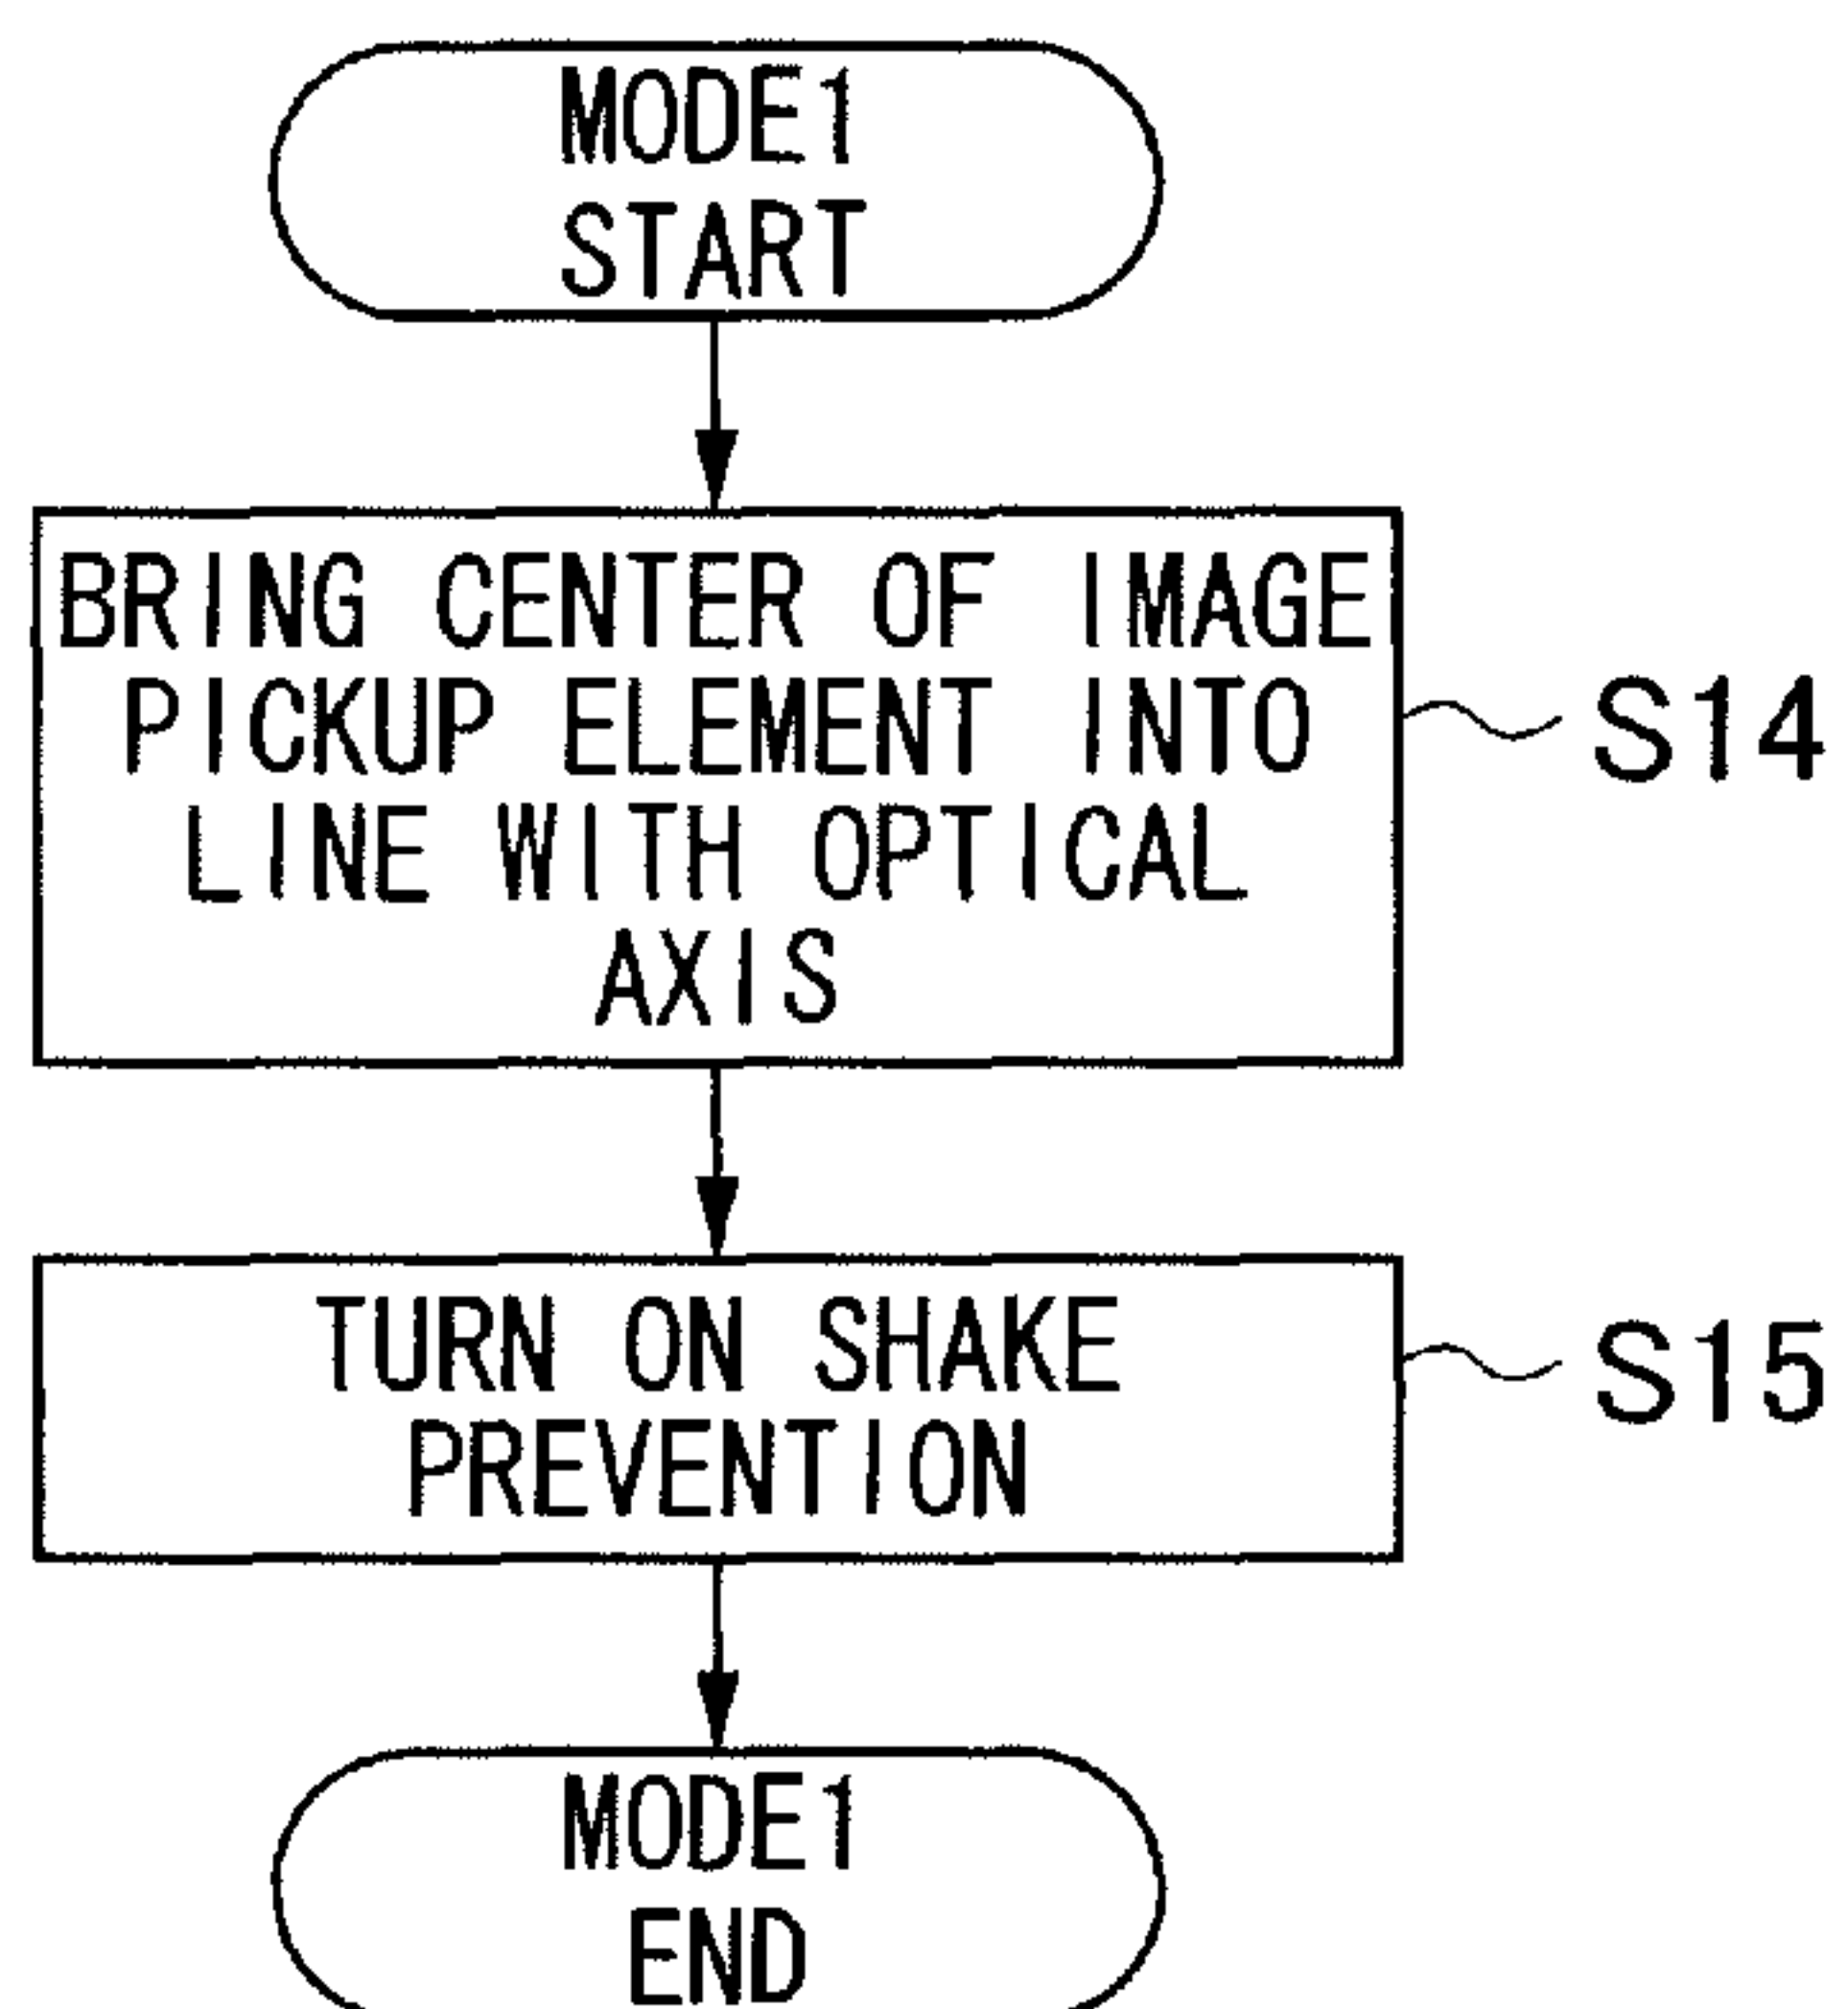 MODE1
START
BRING CENTER OF IMAGE
PICKUP ELEMENT INTO
LINE WITH OPTICAL
AXIS
S14
TURN ON SHAKE
PREVENTION
S15
MODE1
END